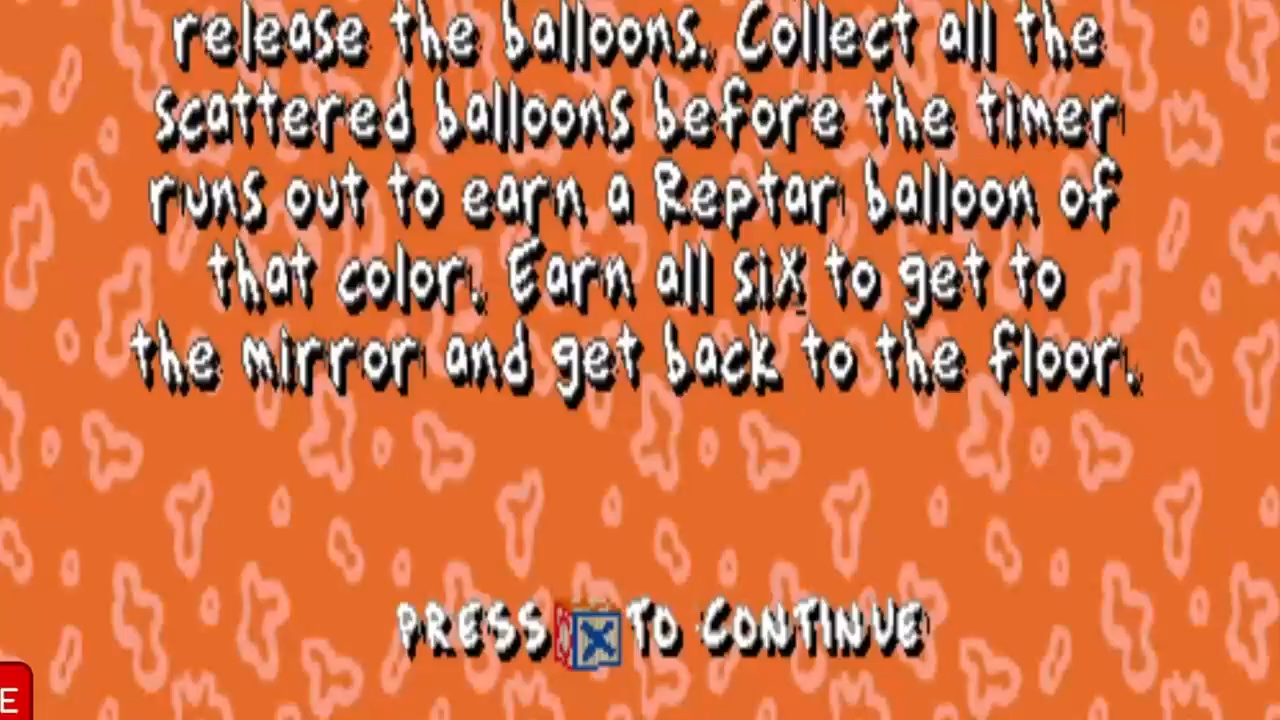 release the balloons. Collect all the
scattered balloons before the timer
runs out to earn a Reptar balloon of
that color. Earn all six to get to
the mirror and get back to the floor.
PRESS X TO CONTINUE
E